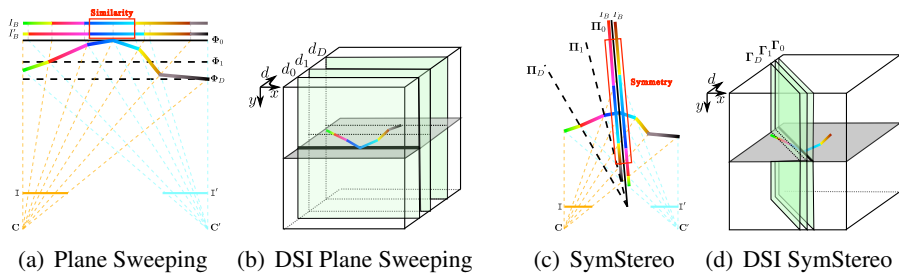 Similarity
I_B
I'_B
Φ_0
Φ_1
Φ_D
I
I'
C
C'
d_0 d_1 d_D
d
x
y
I_B I'_B
Π_0
Π_1
Π_D
Symmetry
I
I'
C
C'
Γ_D Γ_1 Γ_0
d
x
y
(a) Plane Sweeping (b) DSI Plane Sweeping (c) SymStereo (d) DSI SymStereo